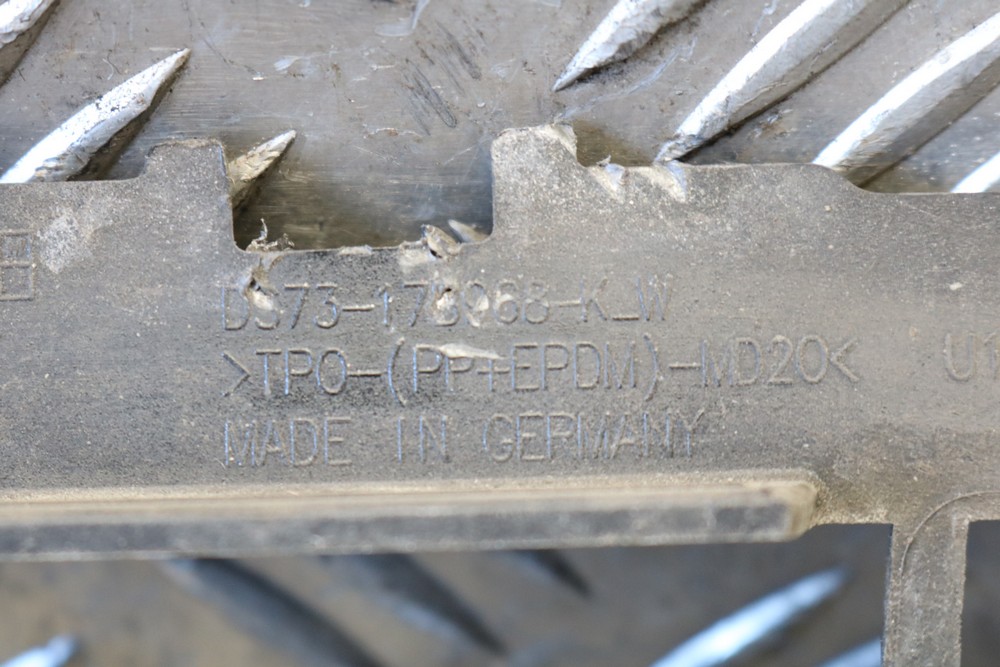 DS73-17B968-K_W
>TPO-(PP+EPDM)-MD20<
MADE IN GERMANY